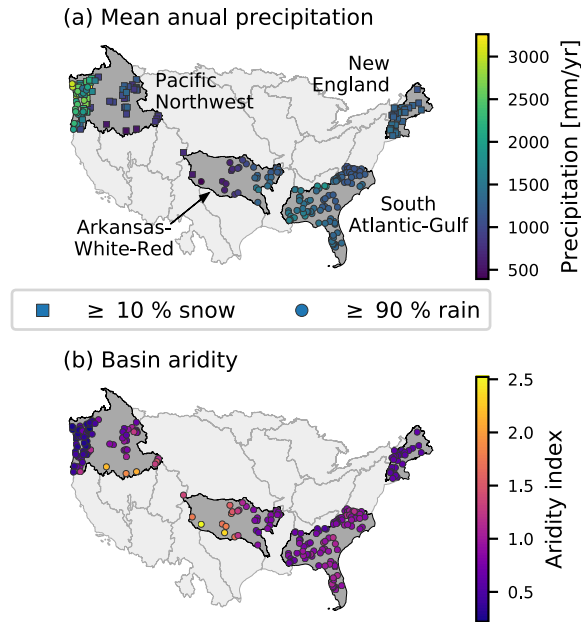 (a) Mean anual precipitation
Pacific
Northwest
New
England
Arkansas-
White-Red
South
Atlantic-Gulf
3000
2500
2000
1500
1000
500
Precipitation [mm/yr]
≥ 10 % snow
≥ 90 % rain
(b) Basin aridity
2.5
2.0
1.5
1.0
0.5
Aridity index